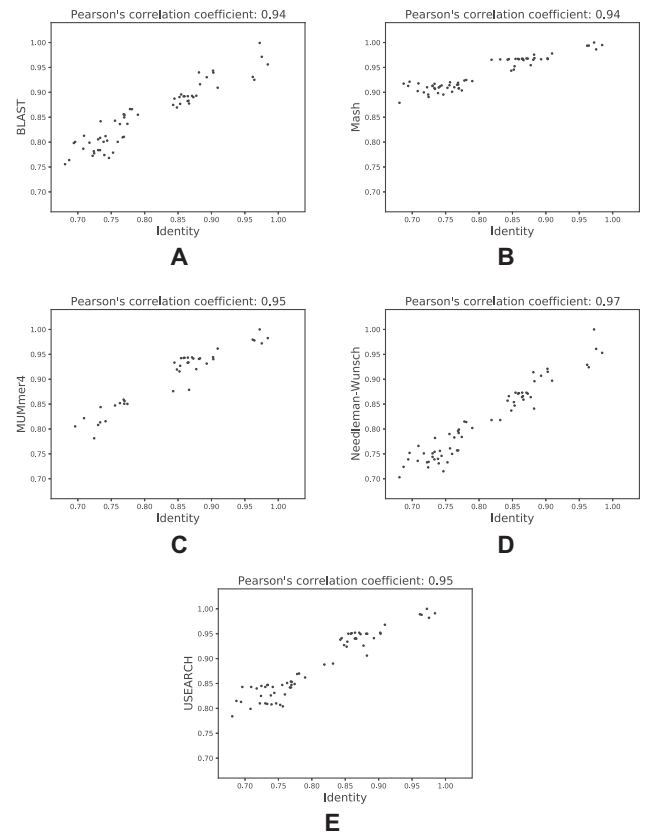 Pearson's correlation coefficient: 0.94
1.00
0.95
0.90
0.85
0.80
0.75
0.70
BLAST
0.70 0.75 0.80 0.85 0.90 0.95 1.00
Identity
A
Pearson's correlation coefficient: 0.94
1.00
0.95
0.90
0.85
0.80
0.75
0.70
Mash
0.70 0.75 0.80 0.85 0.90 0.95 1.00
Identity
B
Pearson's correlation coefficient: 0.95
1.00
0.95
0.90
0.85
0.80
0.75
0.70
MUMmer4
0.70 0.75 0.80 0.85 0.90 0.95 1.00
Identity
C
Pearson's correlation coefficient: 0.97
1.00
0.95
0.90
0.85
0.80
0.75
0.70
Needleman-Wunsch
0.70 0.75 0.80 0.85 0.90 0.95 1.00
Identity
D
Pearson's correlation coefficient: 0.95
1.00
0.95
0.90
0.85
0.80
0.75
0.70
USEARCH
0.70 0.75 0.80 0.85 0.90 0.95 1.00
Identity
E